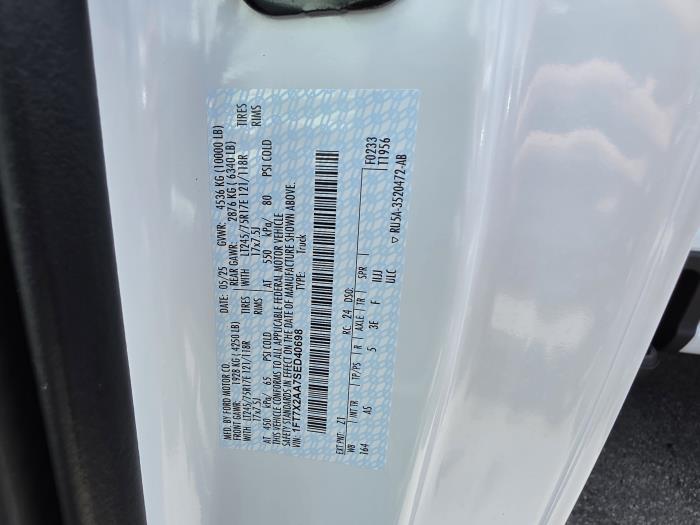 MFD. BY FORD MOTOR CO.
DATE: 05/25 GVWR: 4536 KG (10000 LB)
FRONT GAWR: 1928 KG (4250 LB) REAR GAWR: 2876 KG (6340 LB)
WITH LT245/75R17E 121/118R TIRES WITH LT245/75R17E 121/118R TIRES
17x7.5J RIMS 17x7.5J RIMS
AT 450 kPa/ 65 PSI COLD AT 550 kPa/ 80 PSI COLD
THIS VEHICLE CONFORMS TO ALL APPLICABLE FEDERAL MOTOR VEHICLE
SAFETY STANDARDS IN EFFECT ON THE DATE OF MANUFACTURE SHOWN ABOVE.
VIN: 1FT7X2AA7SED40698 TYPE: Truck
F0233
T1956
EXT PNT: Z1 RC: 24 DSO:
WB INT TR TP/PS R AXLE TR SPR
164 AS 5 3E F IIJJ
ULC
▽ RU5A-3520472-AB